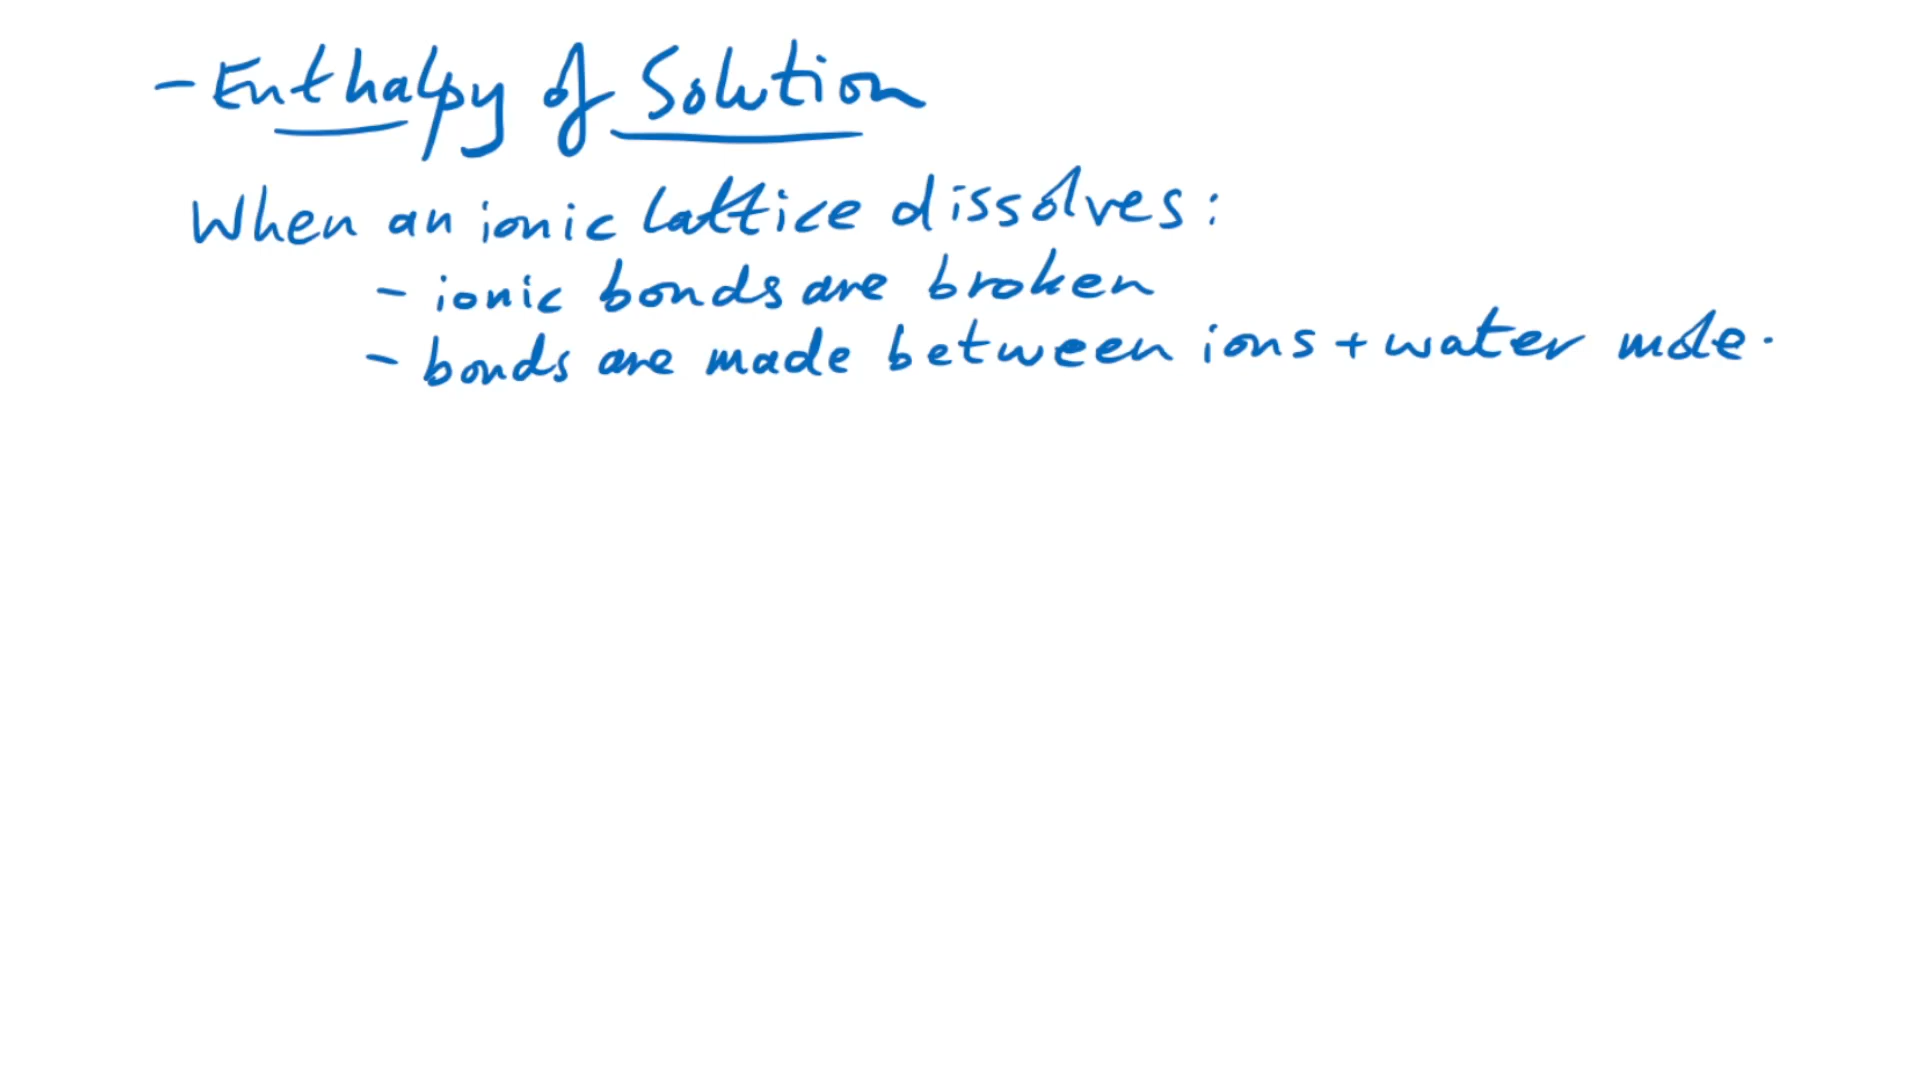 - Enthalpy of Solution
When an ionic lattice dissolves:
- ionic bonds are broken
- bonds are made between ions + water mole.